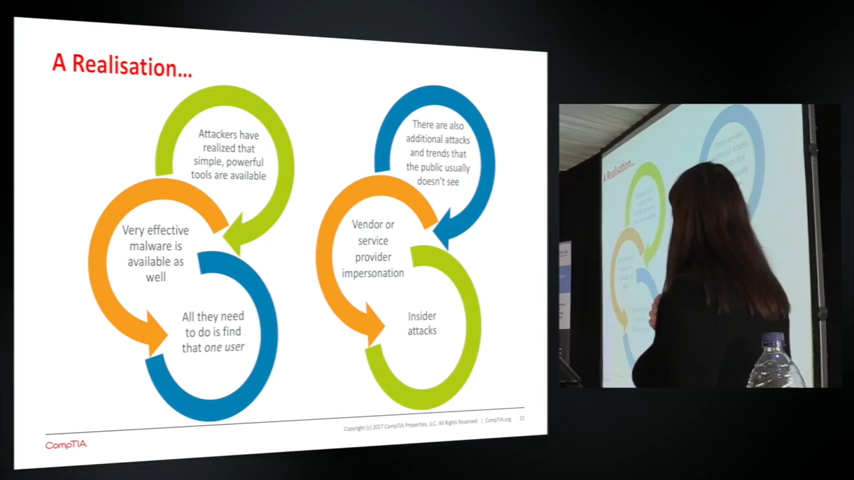 A Realisation...
Attackers have
realized that
simple, powerful
tools are available
Very effective
malware is
available as
well
All they need
to do is find
that one user
There are also
additional attacks
and trends that
the public usually
doesn't see
Vendor or
service
provider
impersonation
Insider
attacks
CompTIA
Copyright (c) 2017 CompTIA Properties, LLC. All Rights Reserved. | CompTIA.org 12
A Realisation...